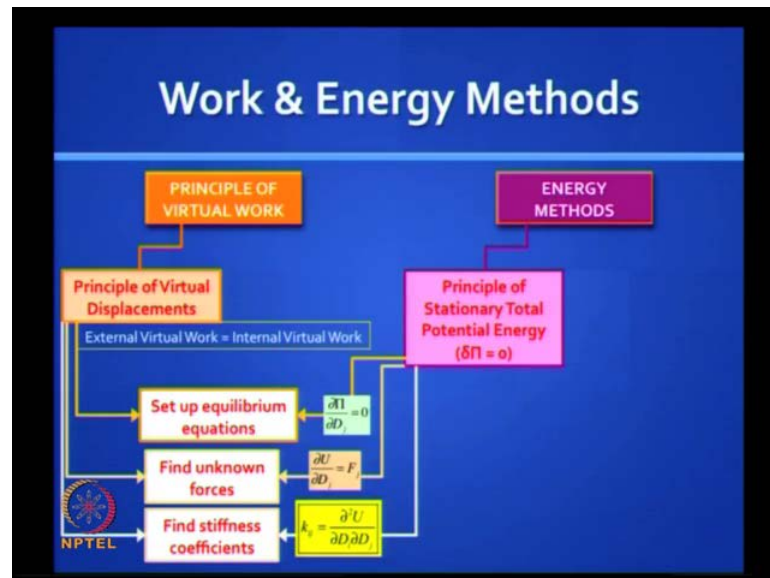 Work & Energy Methods
PRINCIPLE OF
VIRTUAL WORK
ENERGY
METHODS
Principle of Virtual
Displacements
Principle of
Stationary Total
Potential Energy
(δΠ = 0)
External Virtual Work = Internal Virtual Work
Set up equilibrium
equations
∂Π/∂D_j = 0
Find unknown
forces
∂U/∂D_j = F_j
Find stiffness
coefficients
k_ij = ∂²U/∂D_i∂D_j
NPTEL